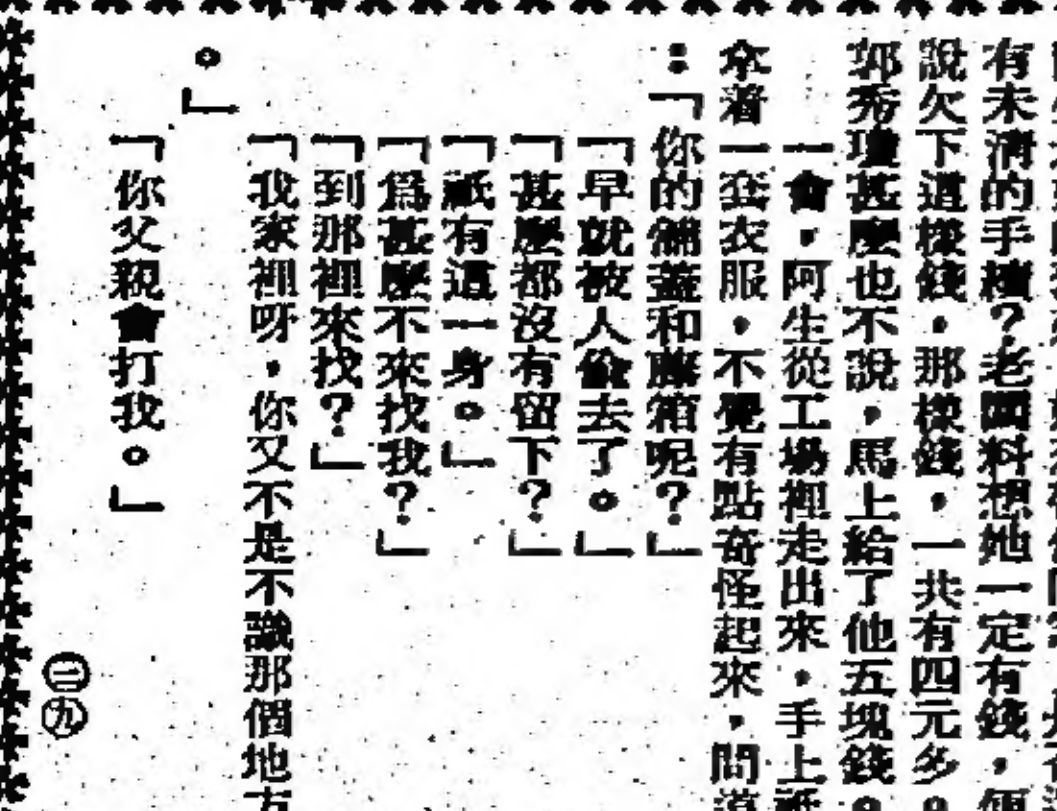 有未清的手續？老闆料想她一定有錢，便
說欠下這樣錢，那樣錢，一共有四元多。
郭秀瓊甚麼也不說，馬上給了他五塊錢。
一會，阿生從工場裡走出來，手上祇
拿着一套衣服，不覺有點奇怪起來，問道
：「你的舖蓋和籐箱呢？」
「早就被人偷去了。」
「甚麼都沒有留下？」
「祇有這一身。」
「爲甚麼不來找我？」
「到那裡來找？」
「我家裡呀，你又不是不識那個地方
。」
「你父親會打我。」
二九